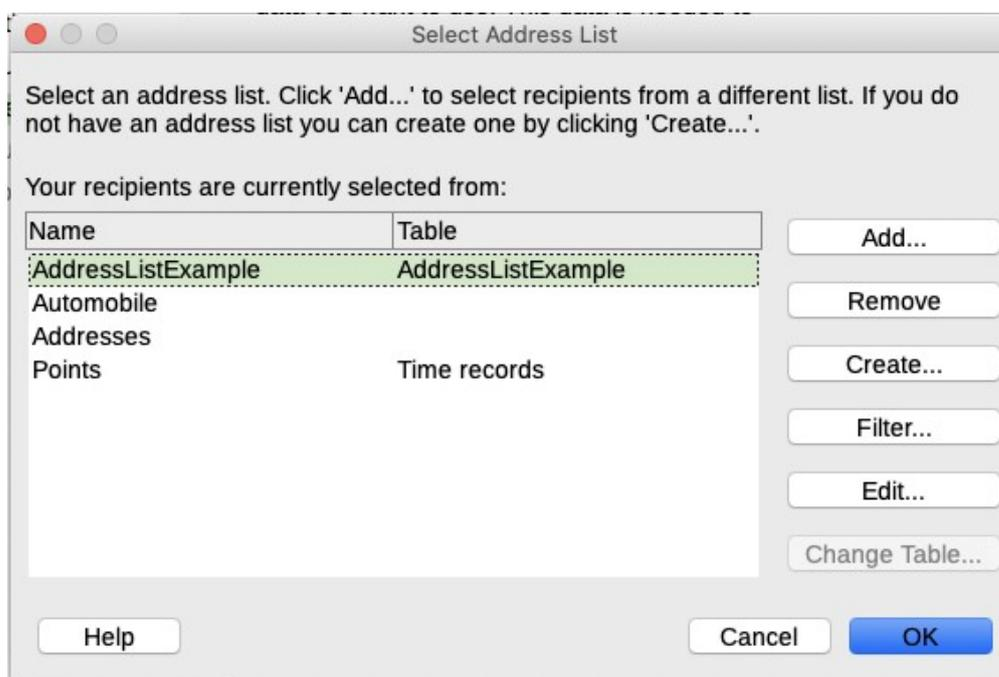 Select Address List
Select an address list. Click 'Add...' to select recipients from a different list. If you do
not have an address list you can create one by clicking 'Create...'.
Your recipients are currently selected from:
Name Table
AddressListExample AddressListExample
Automobile
Addresses
Points Time records
Add...
Remove
Create...
Filter...
Edit...
Change Table...
Help Cancel OK